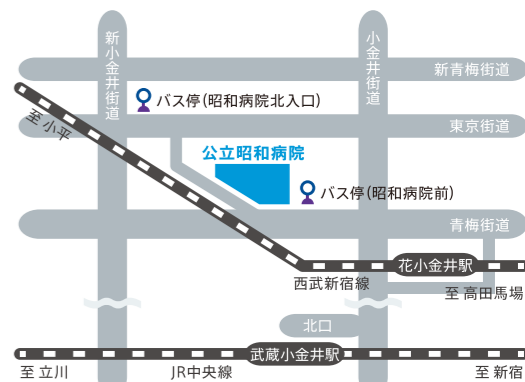 新小金井街道
小金井街道
新青梅街道
バス停(昭和病院北入口)
至 小平
東京街道
公立昭和病院
バス停(昭和病院前)
青梅街道
花小金井駅
西武新宿線
至 高田馬場
北口
武蔵小金井駅
至 立川
JR中央線
至 新宿